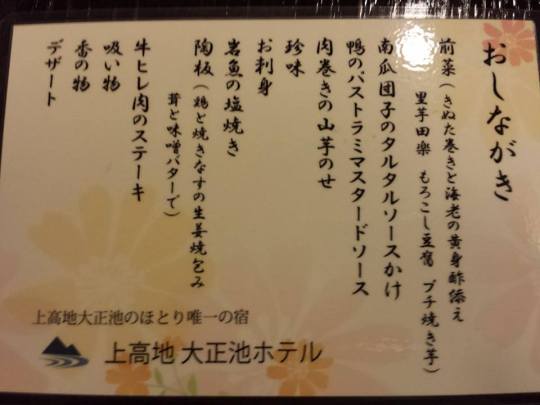 おしながき
前菜（きぬた巻きと海老の黄身酢添え
里芋田楽 もろこし豆腐 プチ焼き芋）
南瓜団子のタルタルソースかけ
鴨のパストラミマスタードソース
肉巻きの山芋のせ
珍味
お刺身
岩魚の塩焼き
陶板（鶏と焼きなすの生姜焼包み
茸と味噌バターで）
牛ヒレ肉のステーキ
吸い物
香の物
デザート
上高地大正池のほとり唯一の宿
上高地 大正池ホテル